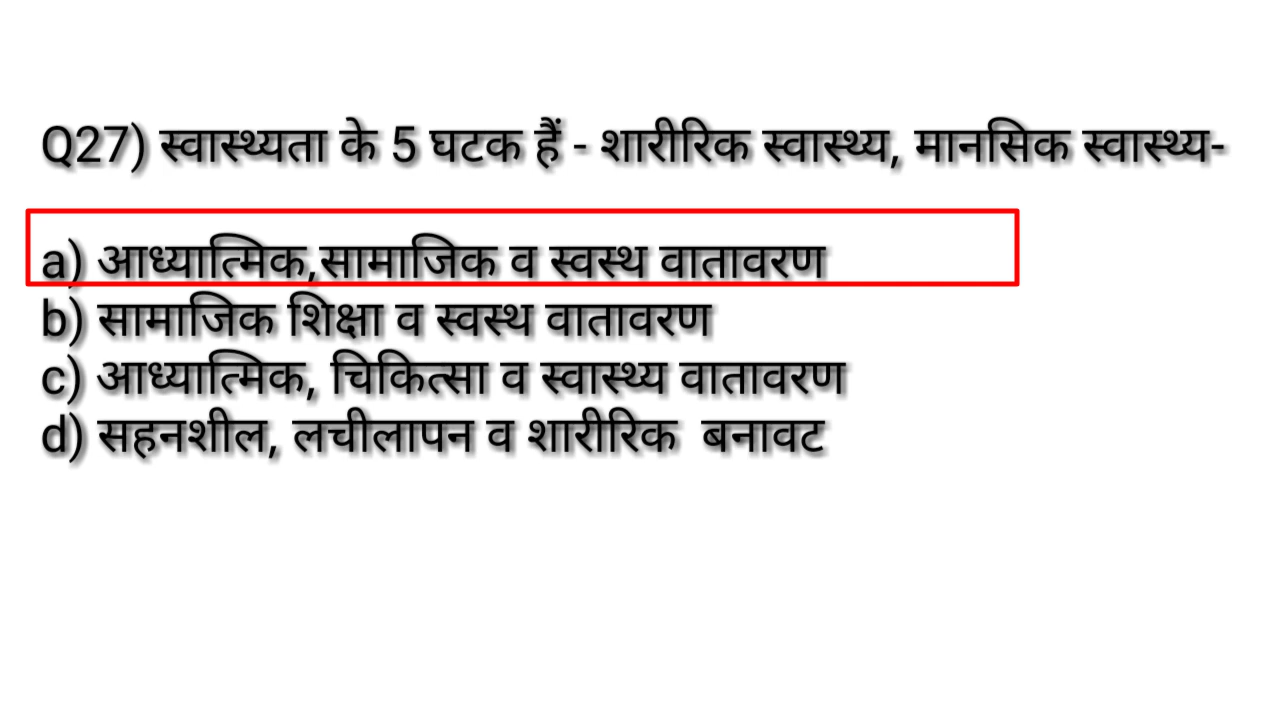 Q27) स्वास्थ्यता के 5 घटक हैं - शारीरिक स्वास्थ्य, मानसिक स्वास्थ्य-
a) आध्यात्मिक,सामाजिक व स्वस्थ वातावरण
b) सामाजिक शिक्षा व स्वस्थ वातावरण
c) आध्यात्मिक, चिकित्सा व स्वास्थ्य वातावरण
d) सहनशील, लचीलापन व शारीरिक  बनावट